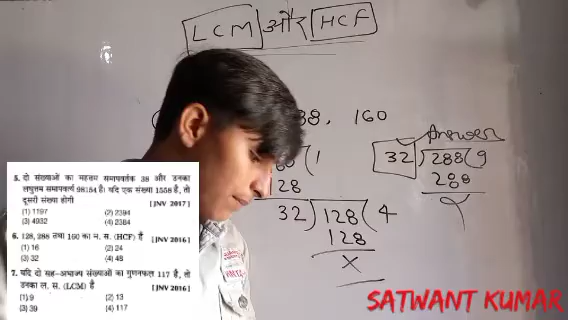 LCM और HCF
38, 160
Answer
32) 288 (9
288
(1
28
32) 128 (4
128
x
5. दो संख्याओं का महत्तम समापवर्तक 38 और उनका
लघुत्तम समापवर्त्य 98154 है। यदि एक संख्या 1558 है, तो
दूसरी संख्या होगी [JNV 2017]
(1) 1197 (2) 2394
(3) 4932 (4) 2384
6. 128, 288 तथा 160 का म. स. (HCF) है [JNV 2016]
(1) 16 (2) 24
(3) 32 (4) 48
7. यदि दो सह-अभाज्य संख्याओं का गुणनफल 117 है, तो
उनका ल. स. (LCM) है [JNV 2016]
(1) 9 (2) 13
(3) 39 (4) 117
SATWANT KUMAR